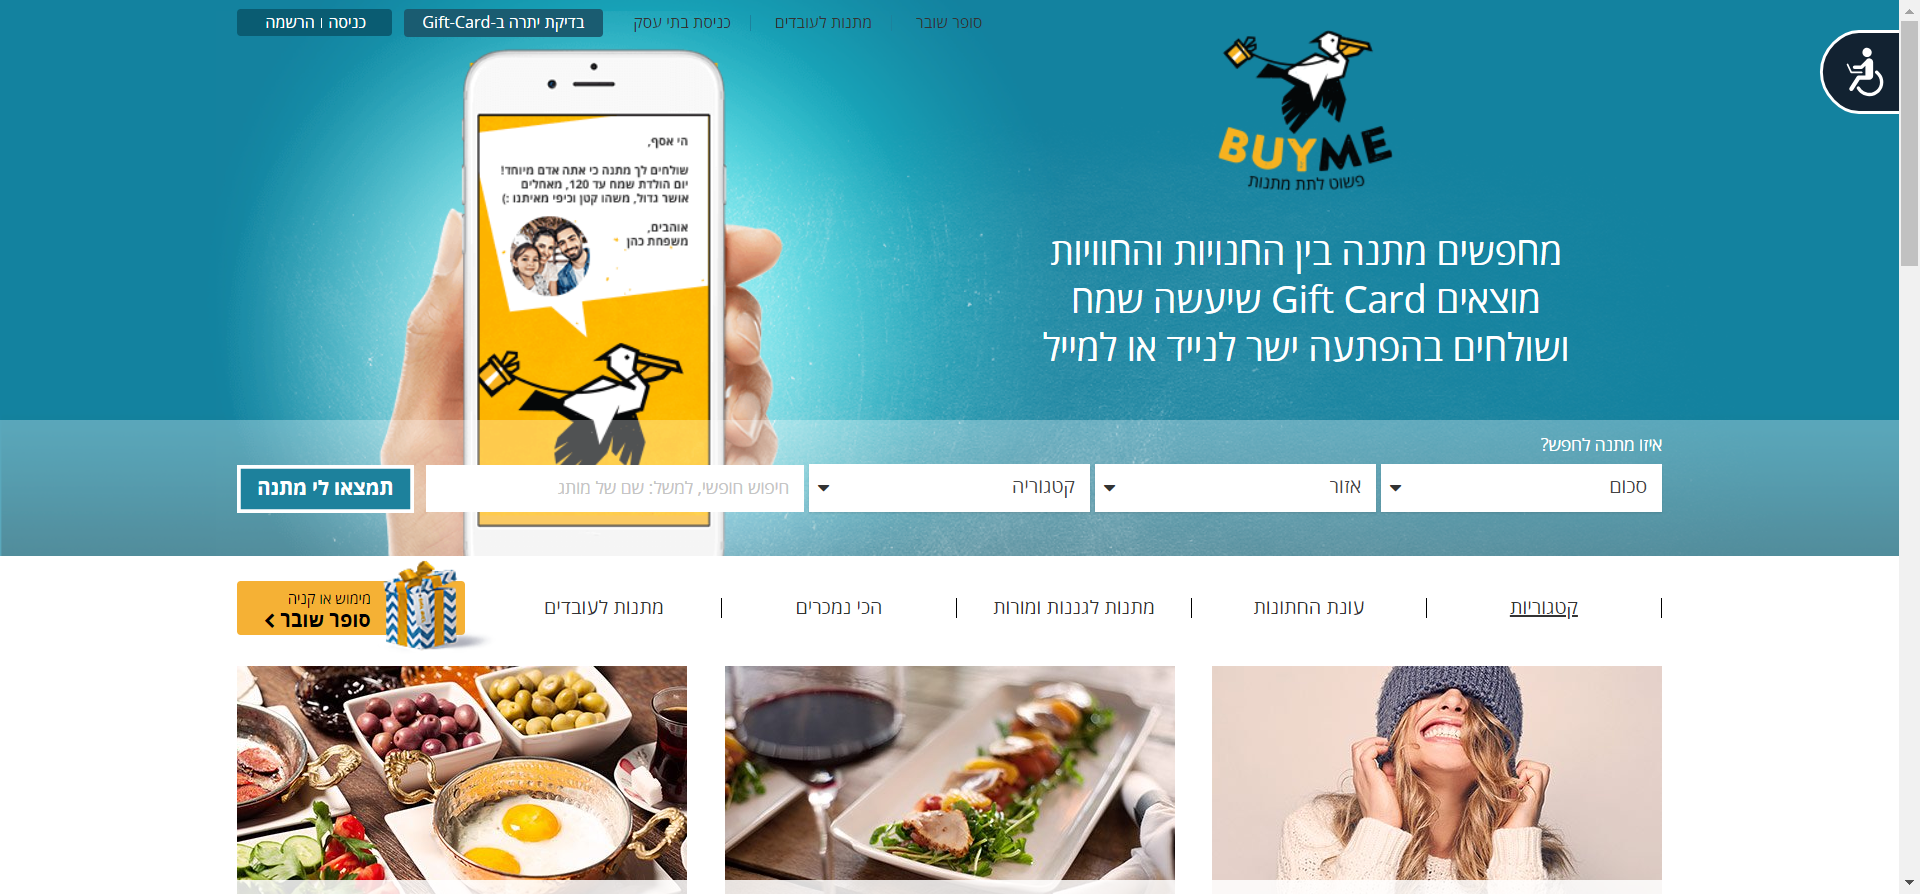 סופר שובר
מתנות לעובדים
כניסת בתי עסק
בדיקת יתרה ב-Gift-Card
כניסה | הרשמה
BUYME
פשוט לתת מתנות
מחפשים מתנה בין החנויות והחוויות
מוצאים Gift Card שיעשה שמח
ושולחים בהפתעה ישר לנייד או למייל
הי אסף,
שולחים לך מתנה כי אתה אדם מיוחד!
יום הולדת שמח עד 120, מאחלים
אושר גדול, משהו קטן וכיפי מאיתנו :)
אוהבים,
משפחת כהן
איזו מתנה לחפש?
סכום
אזור
קטגוריה
חיפוש חופשי, למשל: שם של מותג
תמצאו לי מתנה
קטגוריות
עונת החתונות
מתנות לגננות ומורות
הכי נמכרים
מתנות לעובדים
מימוש או קניה
סופר שובר